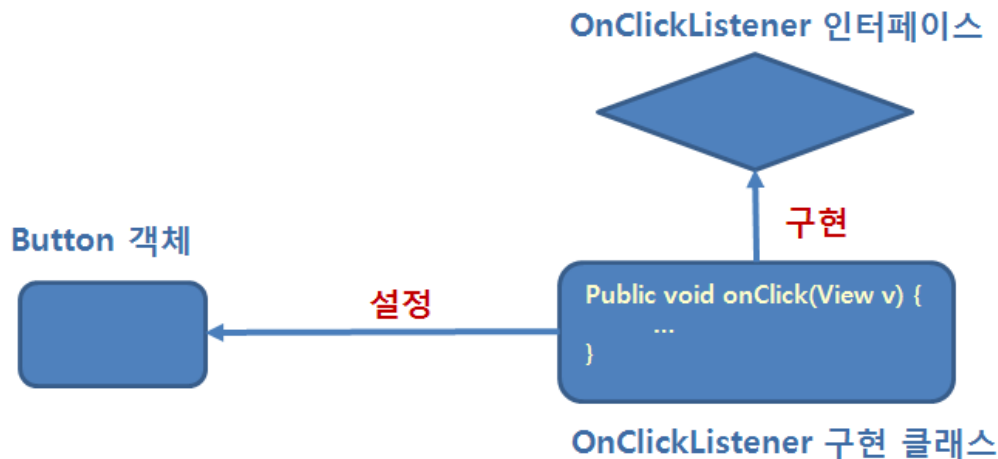 OnClickListener 인터페이스
구현
Button 객체
설정
Public void onClick(View v) {
...
}
OnClickListener 구현 클래스